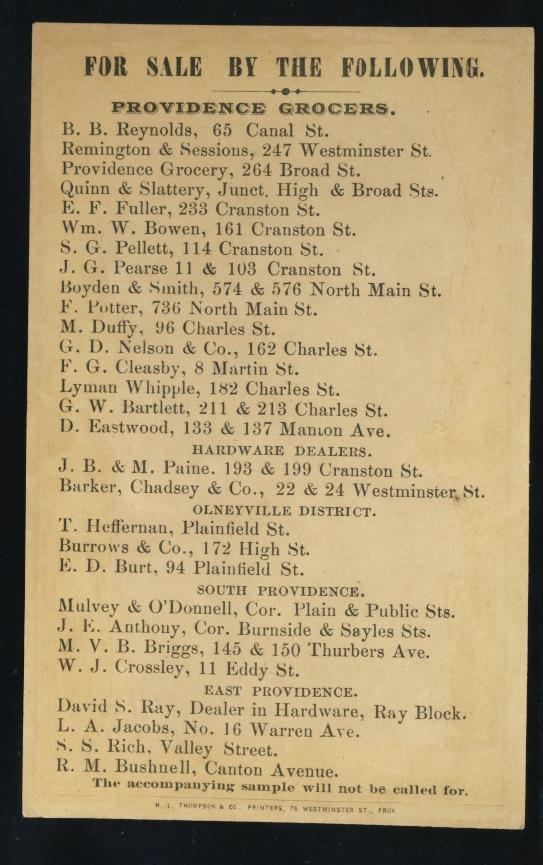 FOR SALE BY THE FOLLOWING.
PROVIDENCE GROCERS.
B. B. Reynolds, 65 Canal St.
Remington & Sessions, 247 Westminster St.
Providence Grocery, 264 Broad St.
Quinn & Slattery, Junct. High & Broad Sts.
E. F. Fuller, 233 Cranston St.
Wm. W. Bowen, 161 Cranston St.
S. G. Pellett, 114 Cranston St.
J. G. Pearse 11 & 103 Cranston St.
Boyden & Smith, 574 & 576 North Main St.
F. Potter, 736 North Main St.
M. Duffy, 96 Charles St.
G. D. Nelson & Co., 162 Charles St.
F. G. Cleasby, 8 Martin St.
Lyman Whipple, 182 Charles St.
G. W. Bartlett, 211 & 213 Charles St.
D. Eastwood, 133 & 137 Manton Ave.
HARDWARE DEALERS.
J. B. & M. Paine. 193 & 199 Cranston St.
Barker, Chadsey & Co., 22 & 24 Westminster St.
OLNEYVILLE DISTRICT.
T. Heffernan, Plainfield St.
Burrows & Co., 172 High St.
E. D. Burt, 94 Plainfield St.
SOUTH PROVIDENCE.
Mulvey & O'Donnell, Cor. Plain & Public Sts.
J. E. Anthony, Cor. Burnside & Sayles Sts.
M. V. B. Briggs, 145 & 150 Thurbers Ave.
W. J. Crossley, 11 Eddy St.
EAST PROVIDENCE.
David S. Ray, Dealer in Hardware, Ray Block.
L. A. Jacobs, No. 16 Warren Ave.
S. S. Rich, Valley Street.
R. M. Bushnell, Canton Avenue.
The accompanying sample will not be called for.
H. L. THOMPSON & CO., PRINTERS, 75 WESTMINSTER ST., PROV.